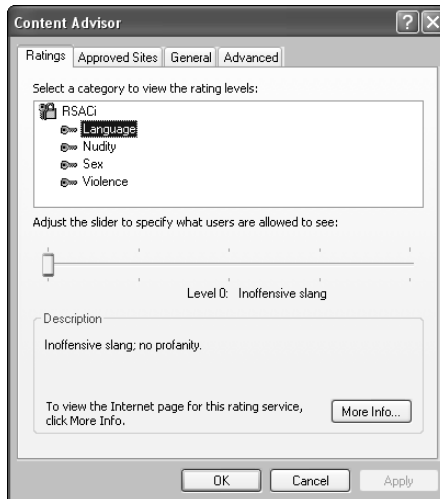 Content Advisor
Ratings Approved Sites General Advanced
Select a category to view the rating levels:
RSACi
Language
Nudity
Sex
Violence
Adjust the slider to specify what users are allowed to see:
Level 0: Inoffensive slang
Description
Inoffensive slang; no profanity.
To view the Internet page for this rating service,
click More Info.
More Info...
OK Cancel Apply